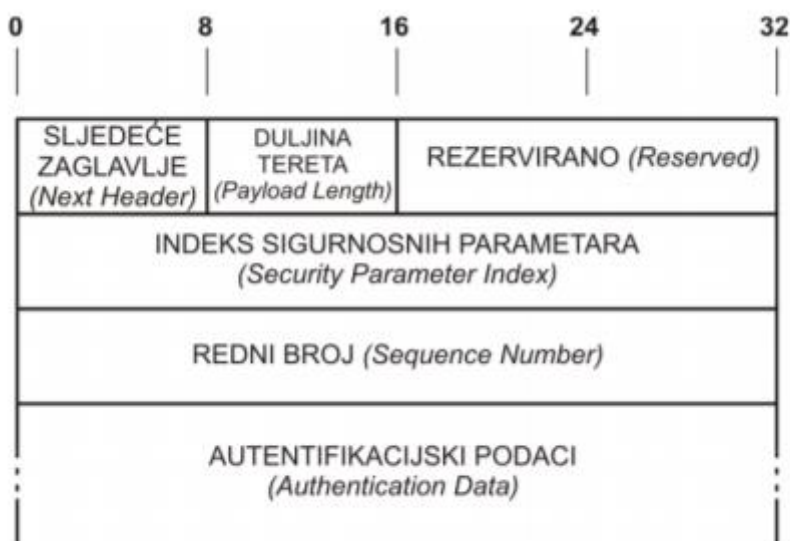 0 8 16 24 32
SLJEDEĆE
ZAGLAVLJE
(Next Header)
DULJINA
TERETA
(Payload Length)
REZERVIRANO (Reserved)
INDEKS SIGURNOSNIH PARAMETARA
(Security Parameter Index)
REDNI BROJ (Sequence Number)
AUTENTIFIKACIJSKI PODACI
(Authentication Data)